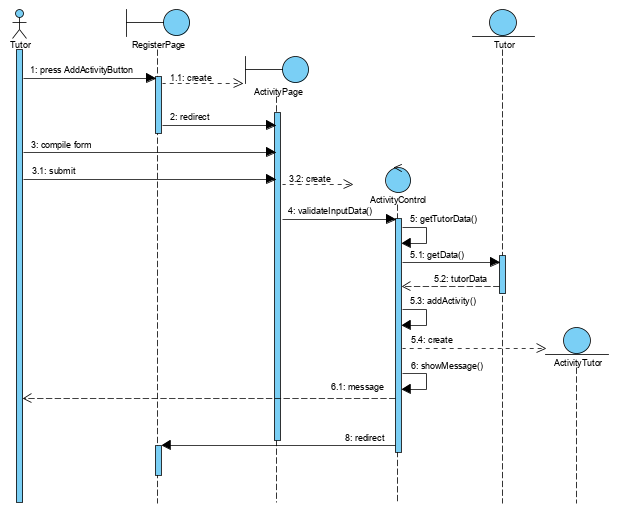 Tutor
RegisterPage
Tutor
1: press AddActivityButton
1.1: create
ActivityPage
2: redirect
3: compile form
3.1: submit
3.2: create
ActivityControl
4: validateInputData()
5: getTutorData()
5.1: getData()
5.2: tutorData
5.3: addActivity()
5.4: create
ActivityTutor
6: showMessage()
6.1: message
8: redirect